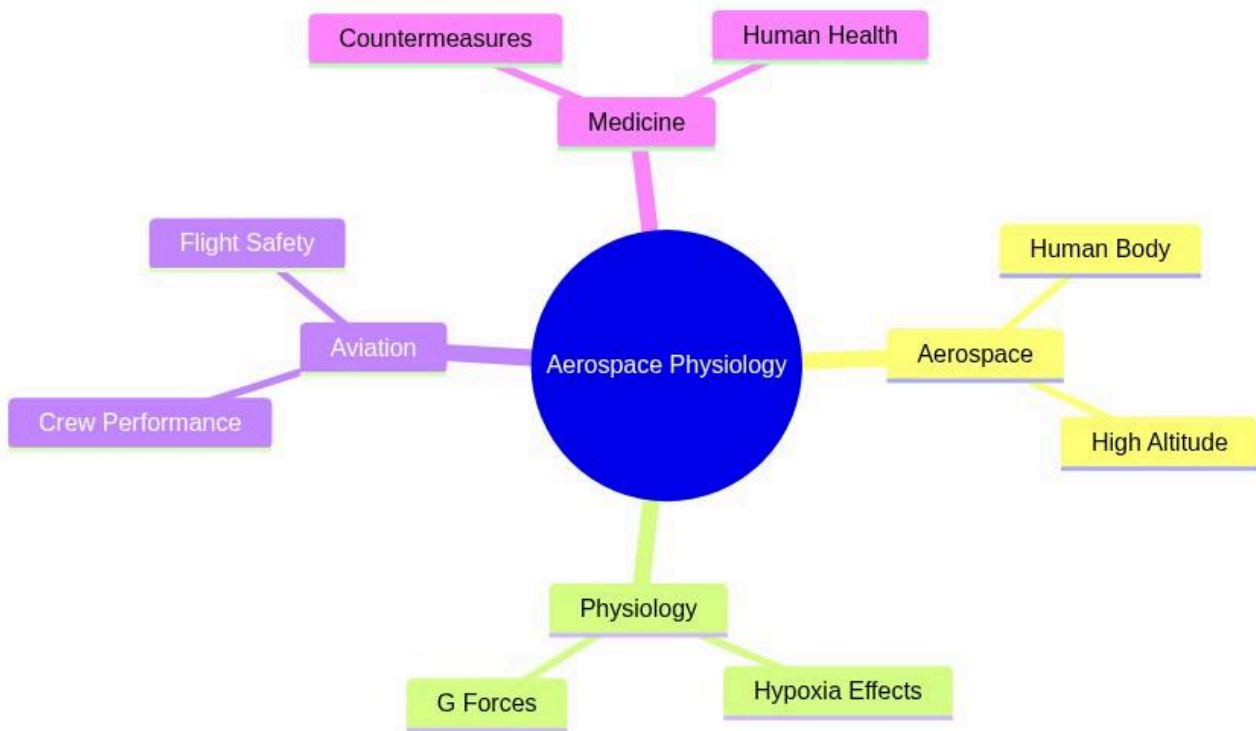 Countermeasures
Human Health
Medicine
Flight Safety
Human Body
Aviation
Aerospace Physiology
Aerospace
Crew Performance
High Altitude
Physiology
G Forces
Hypoxia Effects